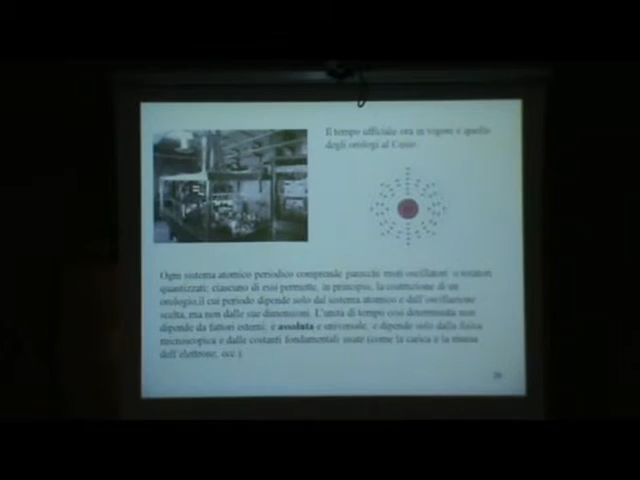 Il tempo ufficiale ora in vigore è quello
degli orologi al Cesio.
Ogni sistema atomico periodico comprende parecchi moti oscillatori o rotatori
quantizzati; ciascuno di essi permette, in principio, la costruzione di un
orologio,il cui periodo dipende solo dal sistema atomico e dall'oscillazione
scelta, ma non dalle sue dimensioni. L'unità di tempo così determinata non
dipende da fattori esterni; è assoluta e universale, e dipende solo dalla fisica
microscopica e dalle costanti fondamentali usate (come la carica e la massa
dell'elettrone, ecc.)